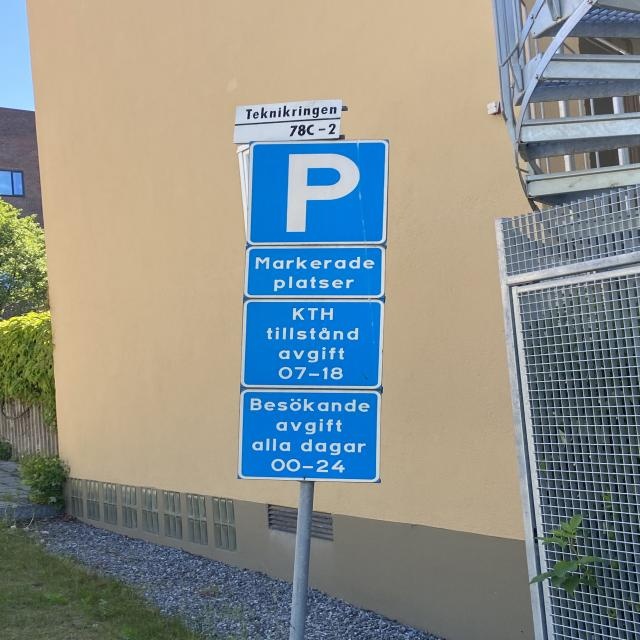 Teknikringen
78C-2
P
Markerade
platser
KTH
tillstånd
avgift
07-18
Besökande
avgift
alla dagar
00-24